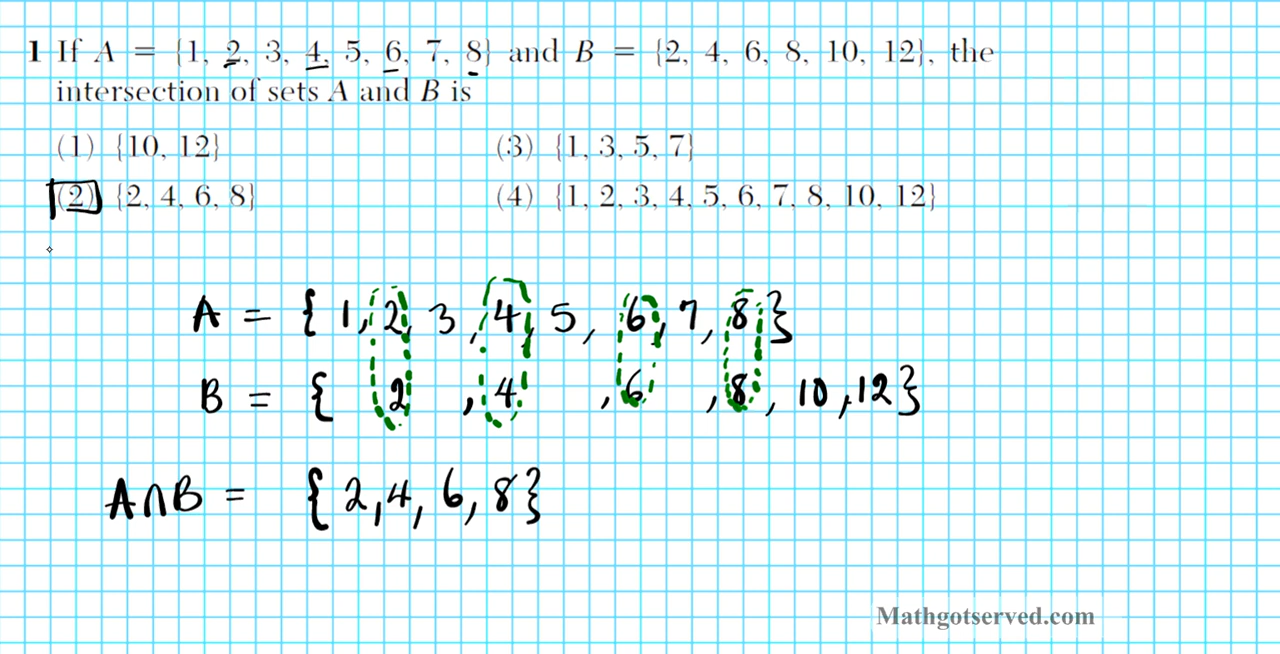 1 If A = {1, 2, 3, 4, 5, 6, 7, 8} and B = {2, 4, 6, 8, 10, 12}, the
intersection of sets A and B is
(1) {10, 12} (3) {1, 3, 5, 7}
(2) {2, 4, 6, 8} (4) {1, 2, 3, 4, 5, 6, 7, 8, 10, 12}
A = { 1, 2, 3, 4, 5, 6, 7, 8 }
B = { 2 , 4 , 6 , 8 , 10 , 12 }
A∩B = { 2, 4, 6, 8 }
Mathgotserved.com